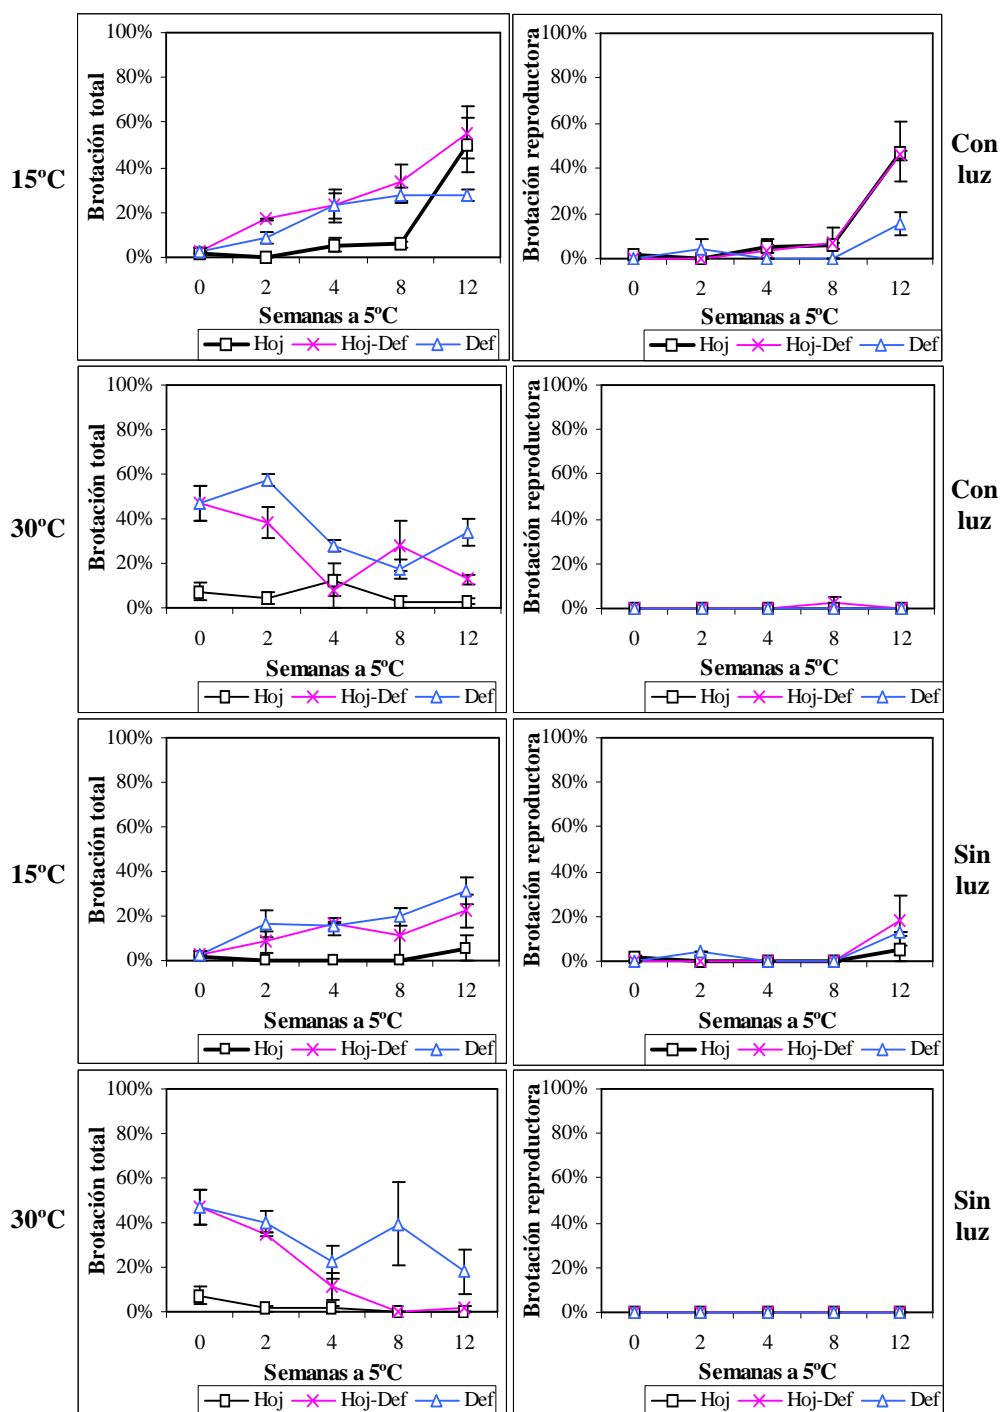 15ºC
Brotación total
100%
80%
60%
40%
20%
0%
0 2 4 8 12
Semanas a 5ºC
Hoj Hoj-Def Def
Brotación reproductora
100%
80%
60%
40%
20%
0%
0 2 4 8 12
Semanas a 5ºC
Hoj Hoj-Def Def
Con
luz
30ºC
Brotación total
100%
80%
60%
40%
20%
0%
0 2 4 8 12
Semanas a 5ºC
Hoj Hoj-Def Def
Brotación reproductora
100%
80%
60%
40%
20%
0%
0 2 4 8 12
Semanas a 5ºC
Hoj Hoj-Def Def
Con
luz
15ºC
Brotación total
100%
80%
60%
40%
20%
0%
0 2 4 8 12
Semanas a 5ºC
Hoj Hoj-Def Def
Brotación reproductora
100%
80%
60%
40%
20%
0%
0 2 4 8 12
Semanas a 5ºC
Hoj Hoj-Def Def
Sin
luz
30ºC
Brotación total
100%
80%
60%
40%
20%
0%
0 2 4 8 12
Semanas a 5ºC
Hoj Hoj-Def Def
Brotación reproductora
100%
80%
60%
40%
20%
0%
0 2 4 8 12
Semanas a 5ºC
Hoj Hoj-Def Def
Sin
luz